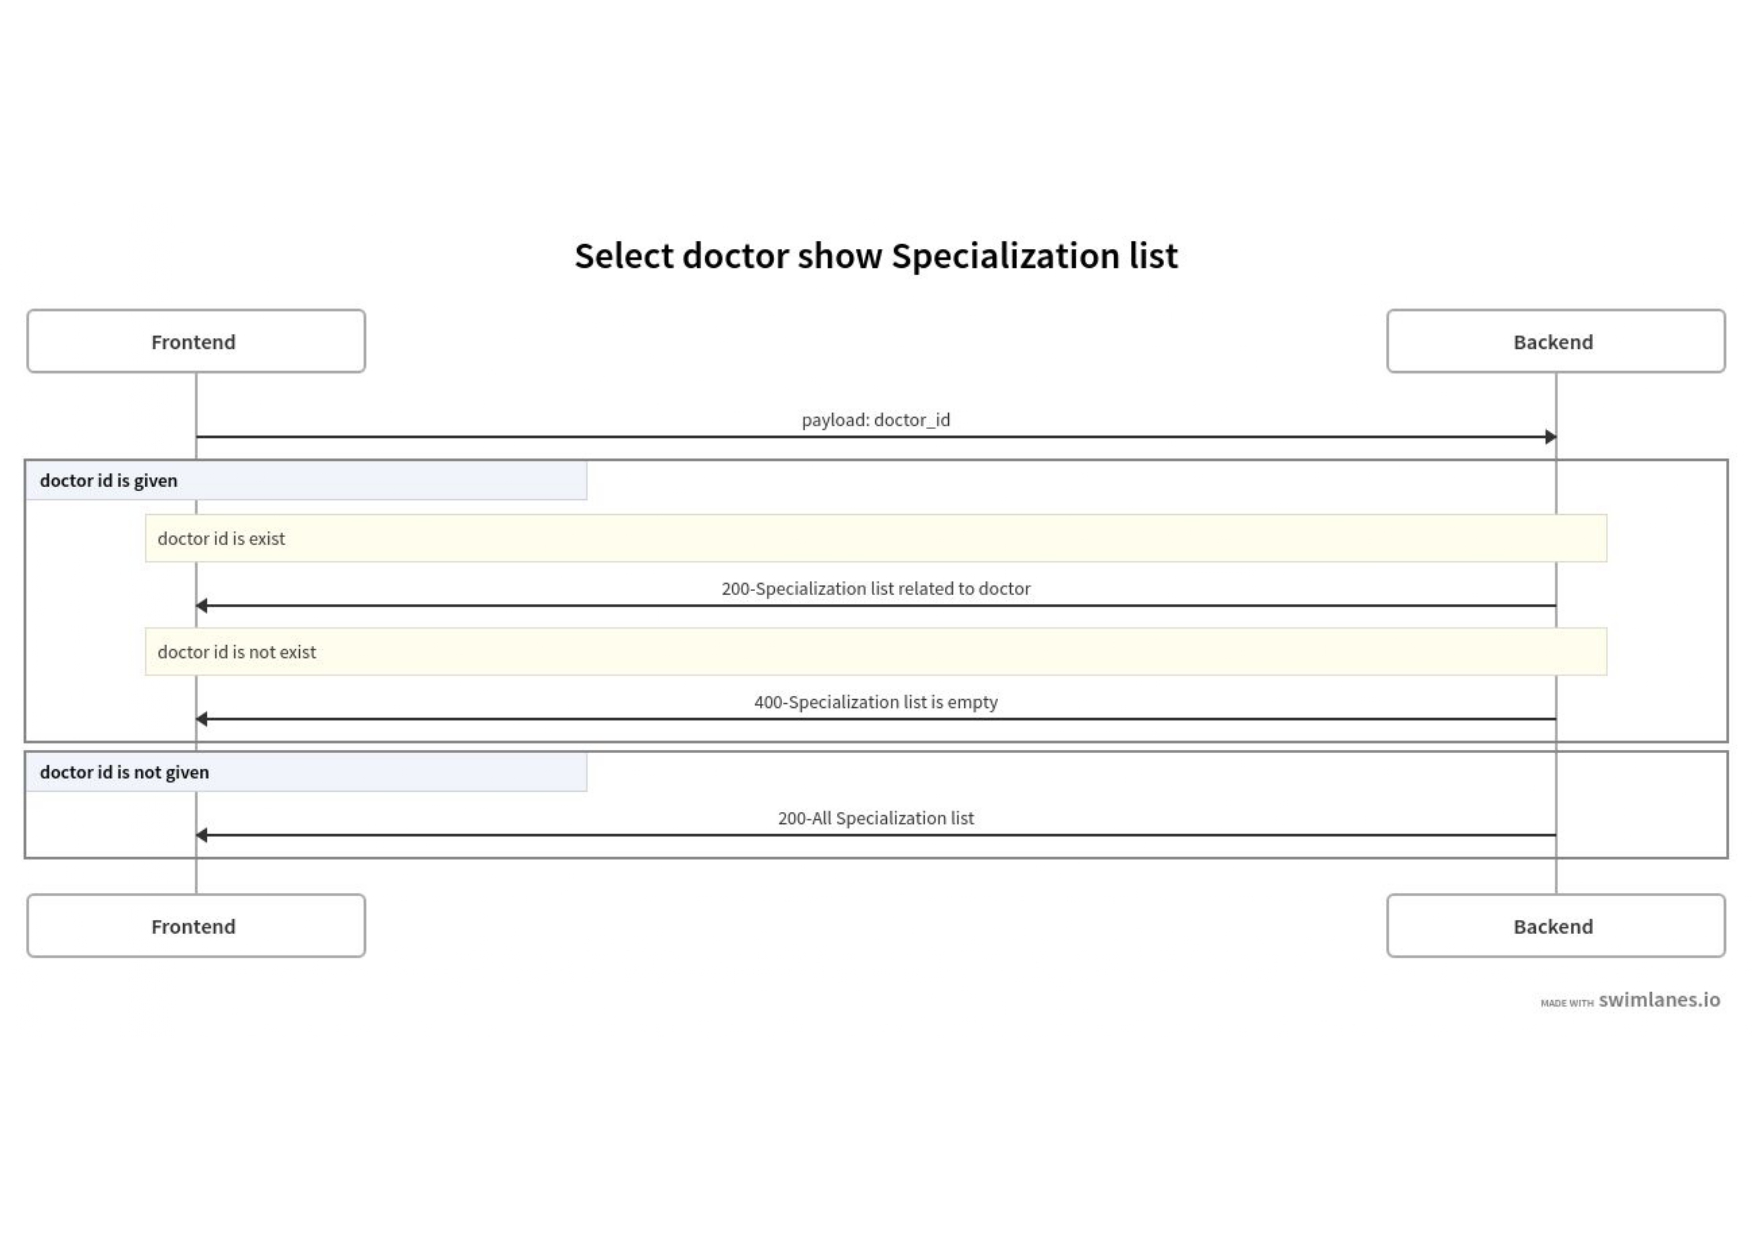 Select doctor show Specialization list
Frontend
Backend
payload: doctor_id
doctor id is given
doctor id is exist
200-Specialization list related to doctor
doctor id is not exist
400-Specialization list is empty
doctor id is not given
200-All Specialization list
Frontend
Backend
MADE WITH swimlanes.io